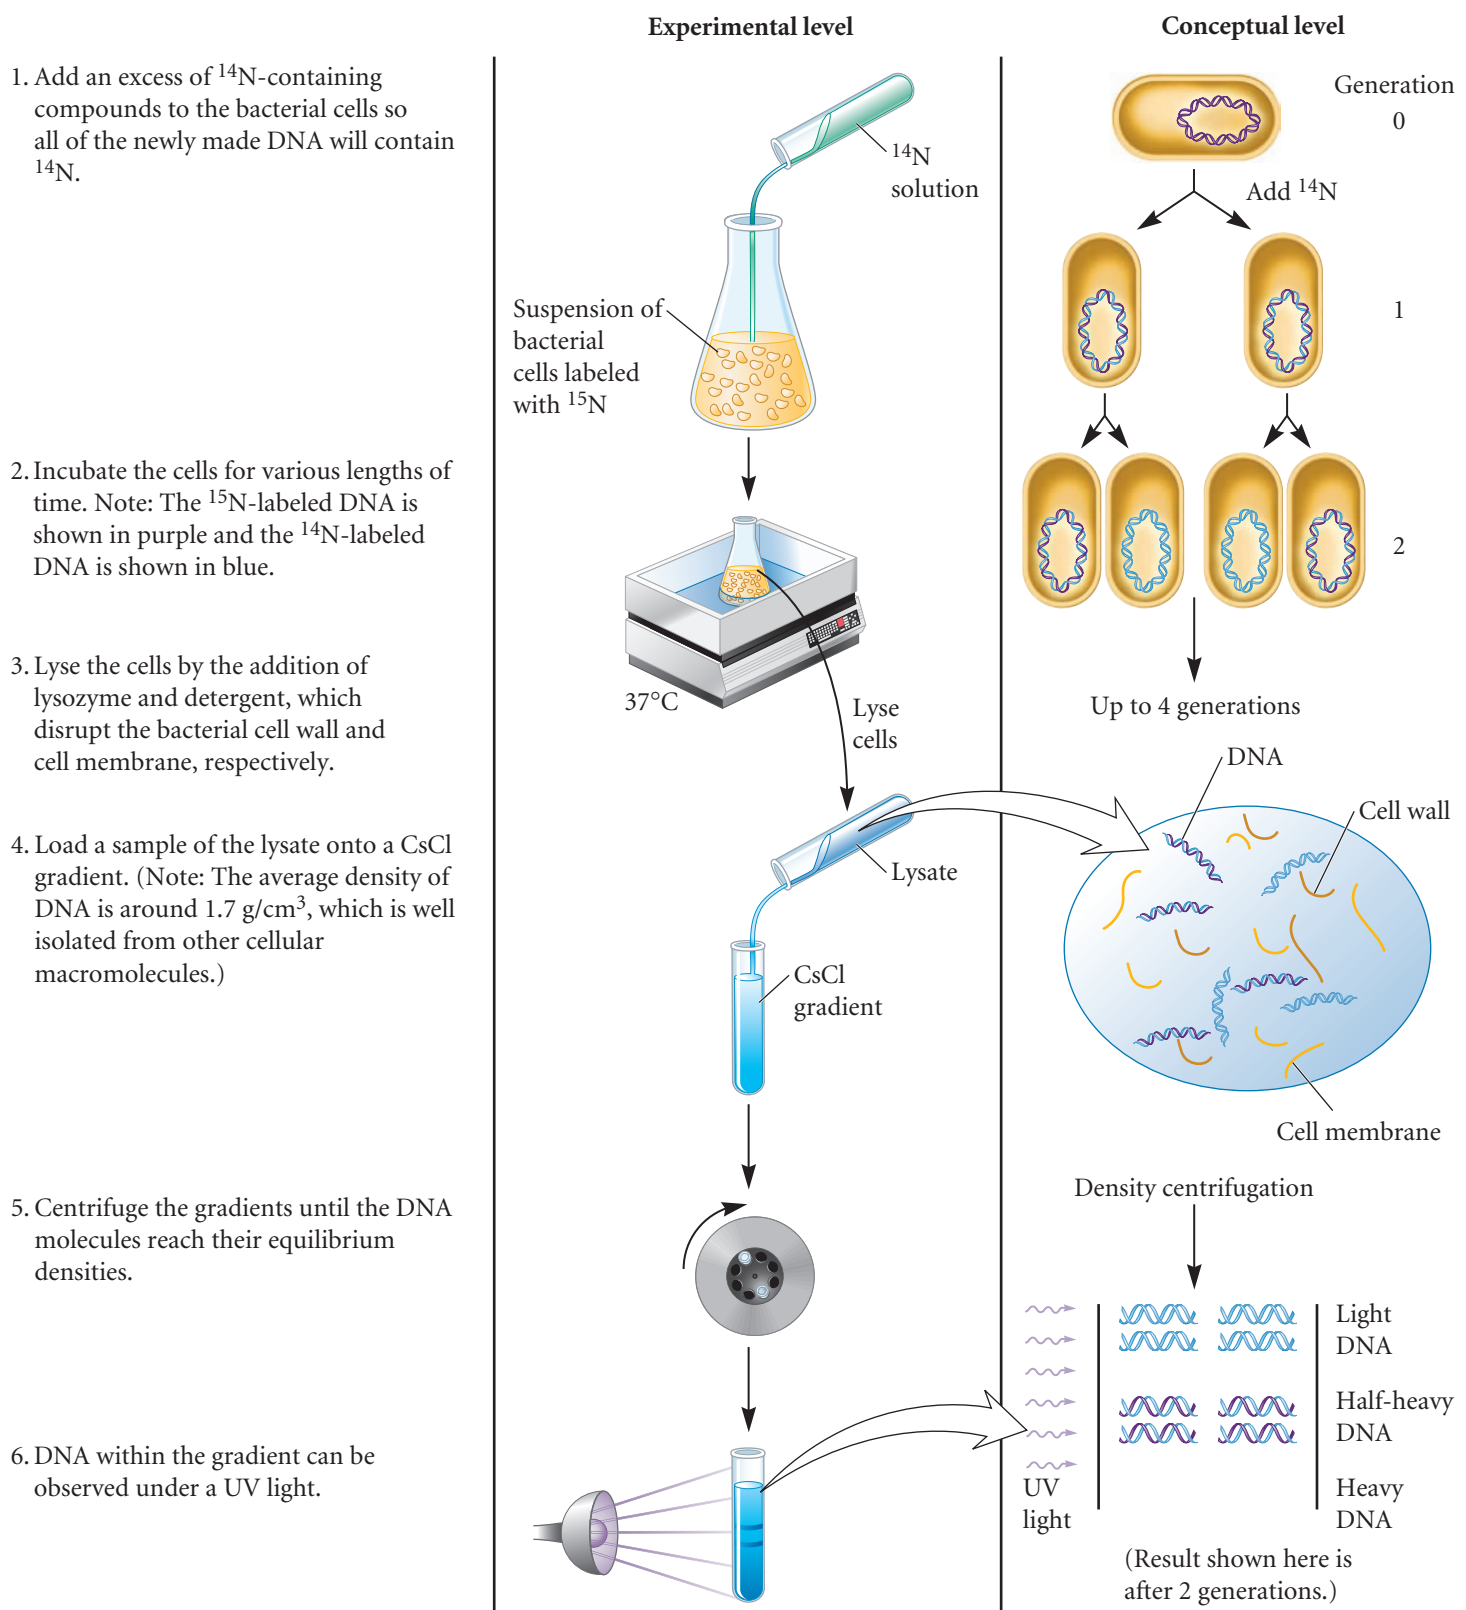 Experimental level
Conceptual level
1. Add an excess of ¹⁴N-containing
compounds to the bacterial cells so
all of the newly made DNA will contain
¹⁴N.
¹⁴N
solution
Suspension of
bacterial
cells labeled
with ¹⁵N
Generation
0
Add ¹⁴N
1
2. Incubate the cells for various lengths of
time. Note: The ¹⁵N-labeled DNA is
shown in purple and the ¹⁴N-labeled
DNA is shown in blue.
37°C
2
3. Lyse the cells by the addition of
lysozyme and detergent, which
disrupt the bacterial cell wall and
cell membrane, respectively.
Lyse
cells
Up to 4 generations
4. Load a sample of the lysate onto a CsCl
gradient. (Note: The average density of
DNA is around 1.7 g/cm³, which is well
isolated from other cellular
macromolecules.)
Lysate
CsCl
gradient
DNA
Cell wall
Cell membrane
5. Centrifuge the gradients until the DNA
molecules reach their equilibrium
densities.
Density centrifugation
6. DNA within the gradient can be
observed under a UV light.
UV
light
Light
DNA
Half-heavy
DNA
Heavy
DNA
(Result shown here is
after 2 generations.)